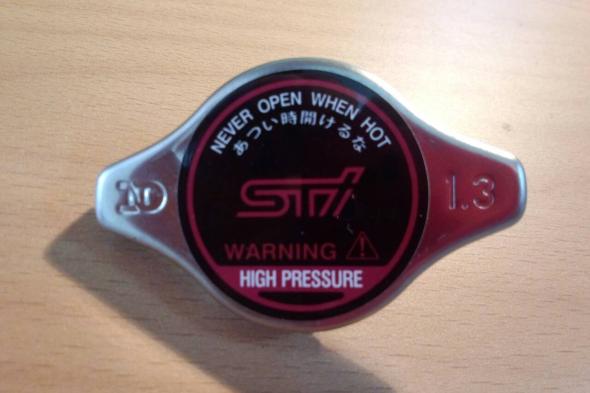 NEVER OPEN WHEN HOT
あつい時開けるな
STi
1.3
WARNING
HIGH PRESSURE